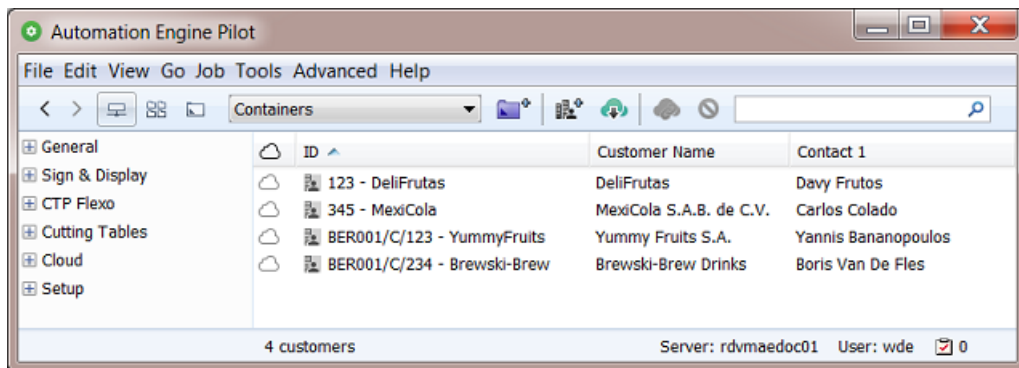 Automation Engine Pilot
File Edit View Go Job Tools Advanced Help
Containers
General
Sign & Display
CTP Flexo
Cutting Tables
Cloud
Setup
ID Customer Name Contact 1
123 - DeliFrutas DeliFrutas Davy Frutos
345 - MexiCola MexiCola S.A.B. de C.V. Carlos Colado
BER001/C/123 - YummyFruits Yummy Fruits S.A. Yannis Bananopoulos
BER001/C/234 - Brewski-Brew Brewski-Brew Drinks Boris Van De Fles
4 customers Server: rdvmaedoc01 User: wde 0